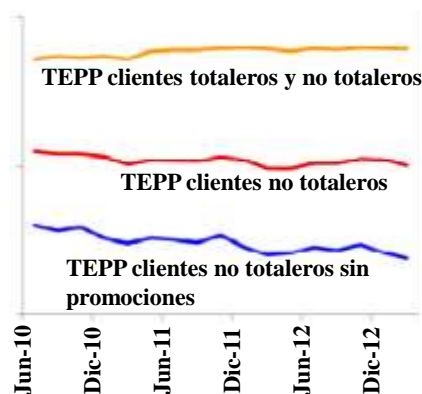 TEPP clientes totaleros y no totaleros
TEPP clientes no totaleros
TEPP clientes no totaleros sin
promociones
Jun-10
Dic-10
Jun-11
Dic-11
Jun-12
Dic-12